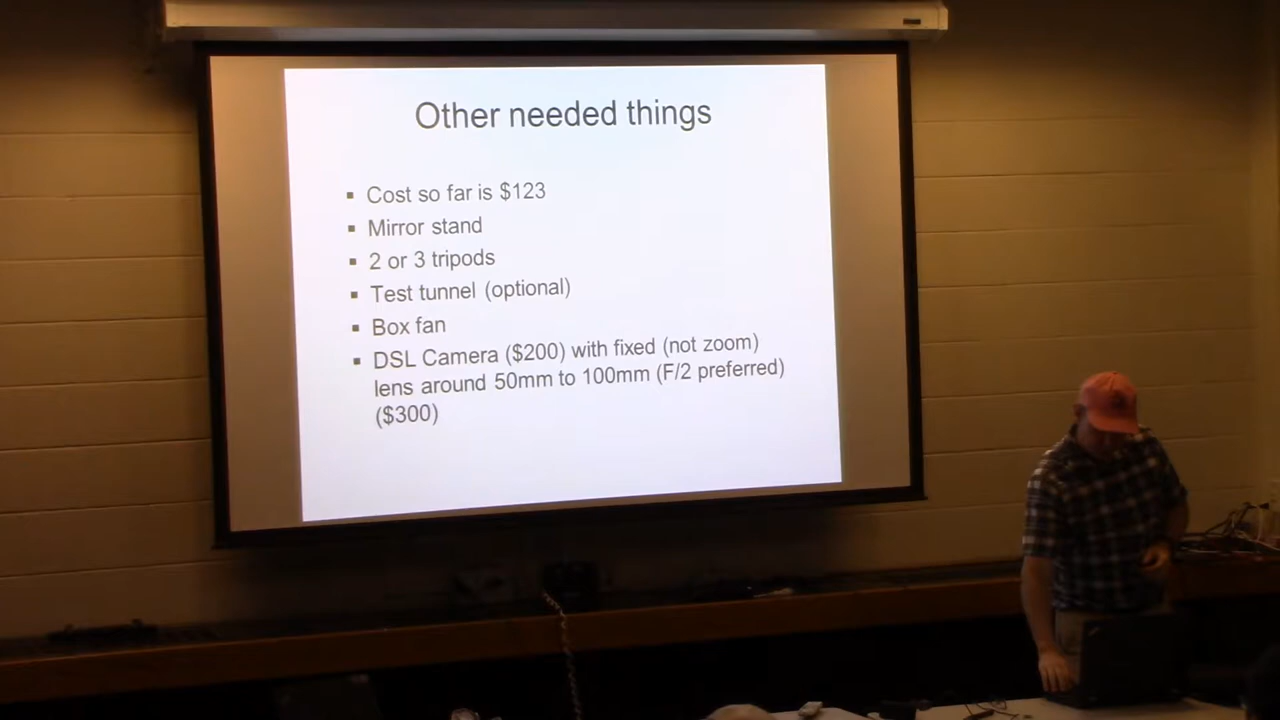 Other needed things
▪ Cost so far is $123
▪ Mirror stand
▪ 2 or 3 tripods
▪ Test tunnel (optional)
▪ Box fan
▪ DSL Camera ($200) with fixed (not zoom)
lens around 50mm to 100mm (F/2 preferred)
($300)